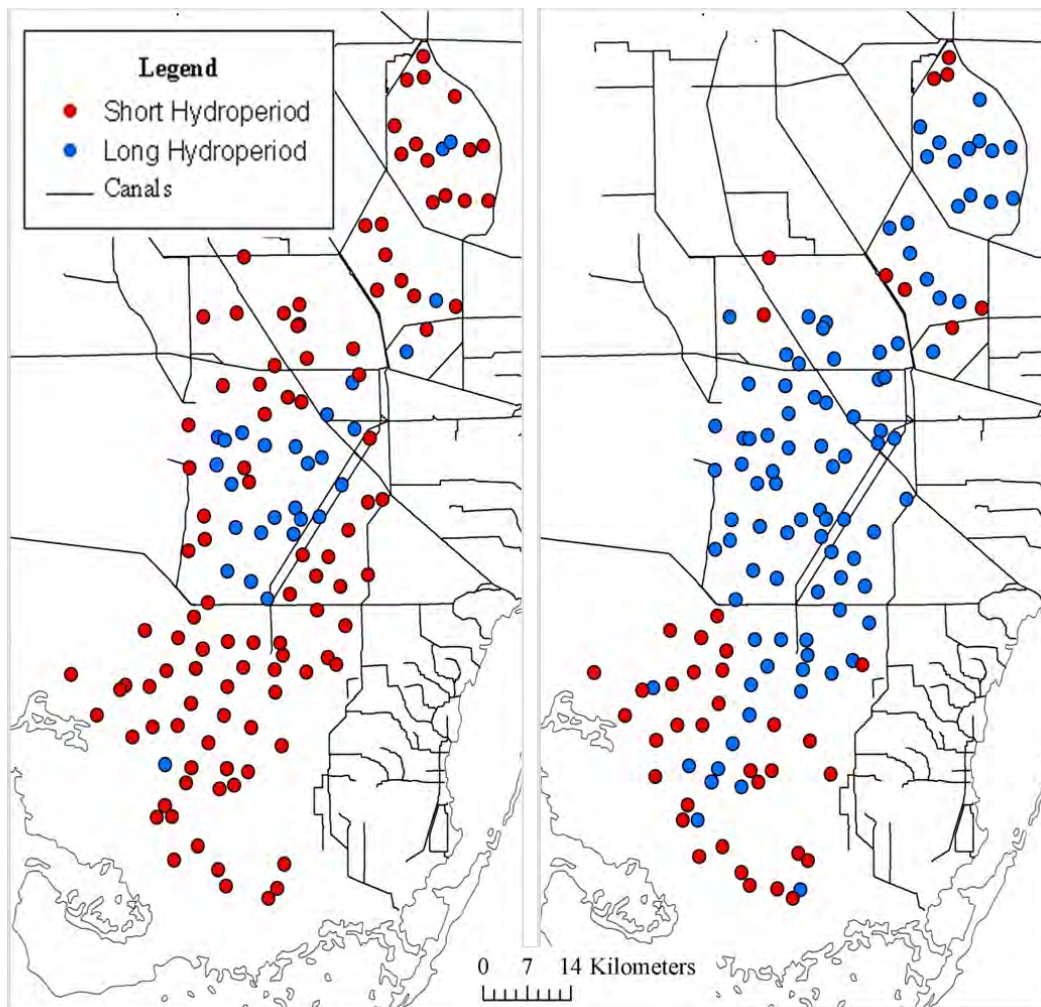 Legend
Short Hydroperiod
Long Hydroperiod
Canals
0 7 14 Kilometers